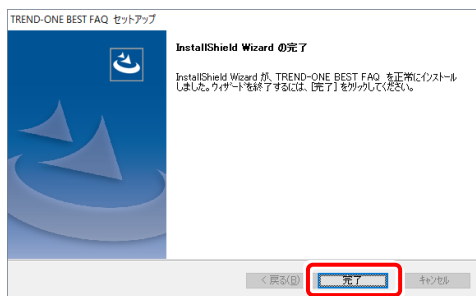 TREND-ONE BEST FAQ セットアップ
InstallShield Wizard の完了
InstallShield Wizard が、TREND-ONE BEST FAQ を正常にインストール
しました。ウィザードを終了するには、[完了] をクリックしてください。
< 戻る(B)
完了
キャンセル